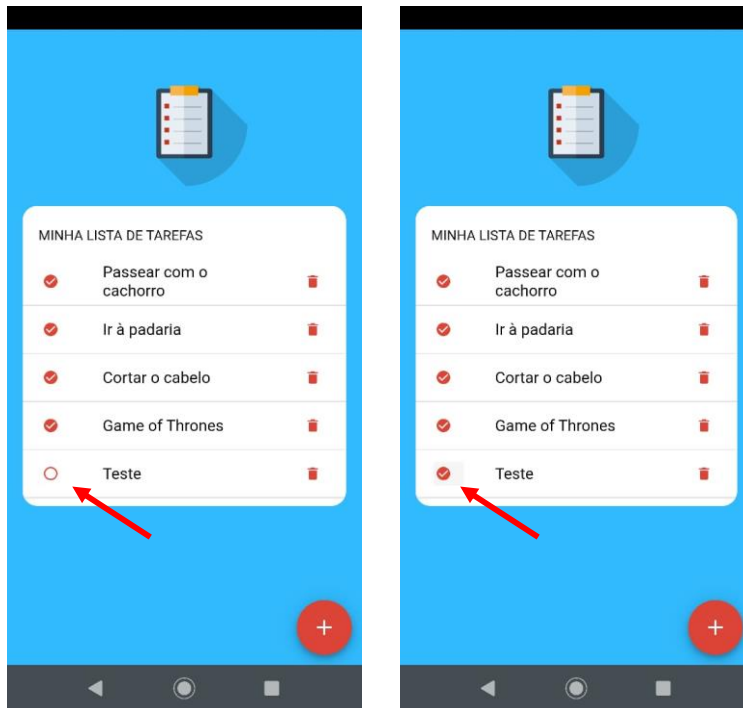 MINHA LISTA DE TAREFAS
Passear com o
cachorro
Ir à padaria
Cortar o cabelo
Game of Thrones
Teste
+
MINHA LISTA DE TAREFAS
Passear com o
cachorro
Ir à padaria
Cortar o cabelo
Game of Thrones
Teste
+